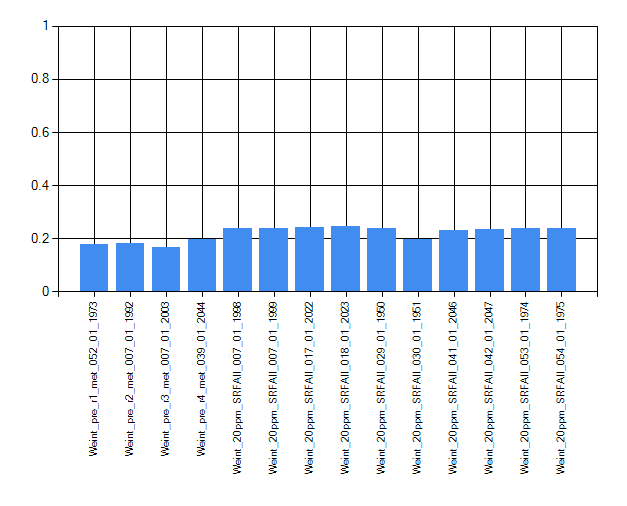 1
0.8
0.6
0.4
0.2
0
Weint_pre_r1_met_052_01_1973
Weint_pre_r2_met_007_01_1992
Weint_pre_r3_met_007_01_2003
Weint_pre_r4_met_039_01_2044
Weint_20ppm_SRFAII_007_01_1998
Weint_20ppm_SRFAII_007_01_1999
Weint_20ppm_SRFAII_017_01_2022
Weint_20ppm_SRFAII_018_01_2023
Weint_20ppm_SRFAII_029_01_1950
Weint_20ppm_SRFAII_030_01_1951
Weint_20ppm_SRFAII_041_01_2046
Weint_20ppm_SRFAII_042_01_2047
Weint_20ppm_SRFAII_053_01_1974
Weint_20ppm_SRFAII_054_01_1975